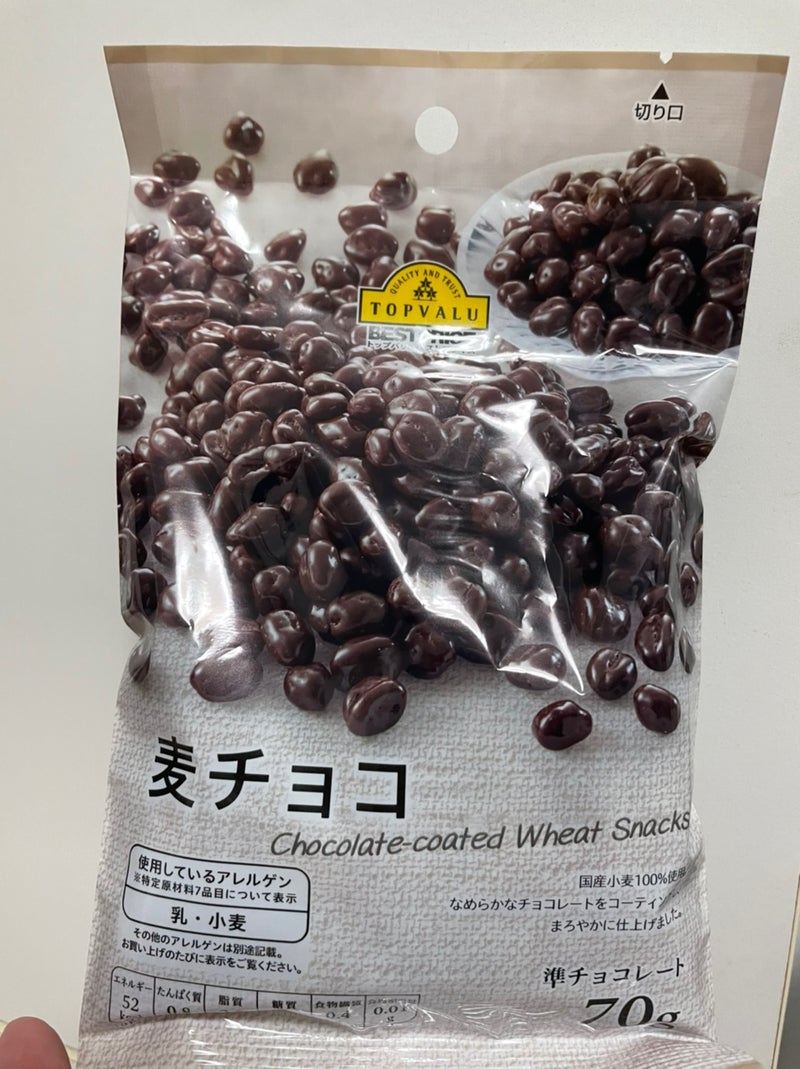 切り口
QUALITY AND TRUST
TOPVALU
BEST
麦チョコ
Chocolate-coated Wheat Snacks
使用しているアレルゲン
※特定原材料7品目について表示
乳・小麦
その他のアレルゲンは別途記載。
お買い上げのたびに表示をご覧ください。
国産小麦100%使用
なめらかなチョコレートをコーティン
まろやかに仕上げました。
準チョコレート
70g
エネルギー たんぱく質 脂質 糖質 食物繊維
52 0.8 0.4 0.01
g